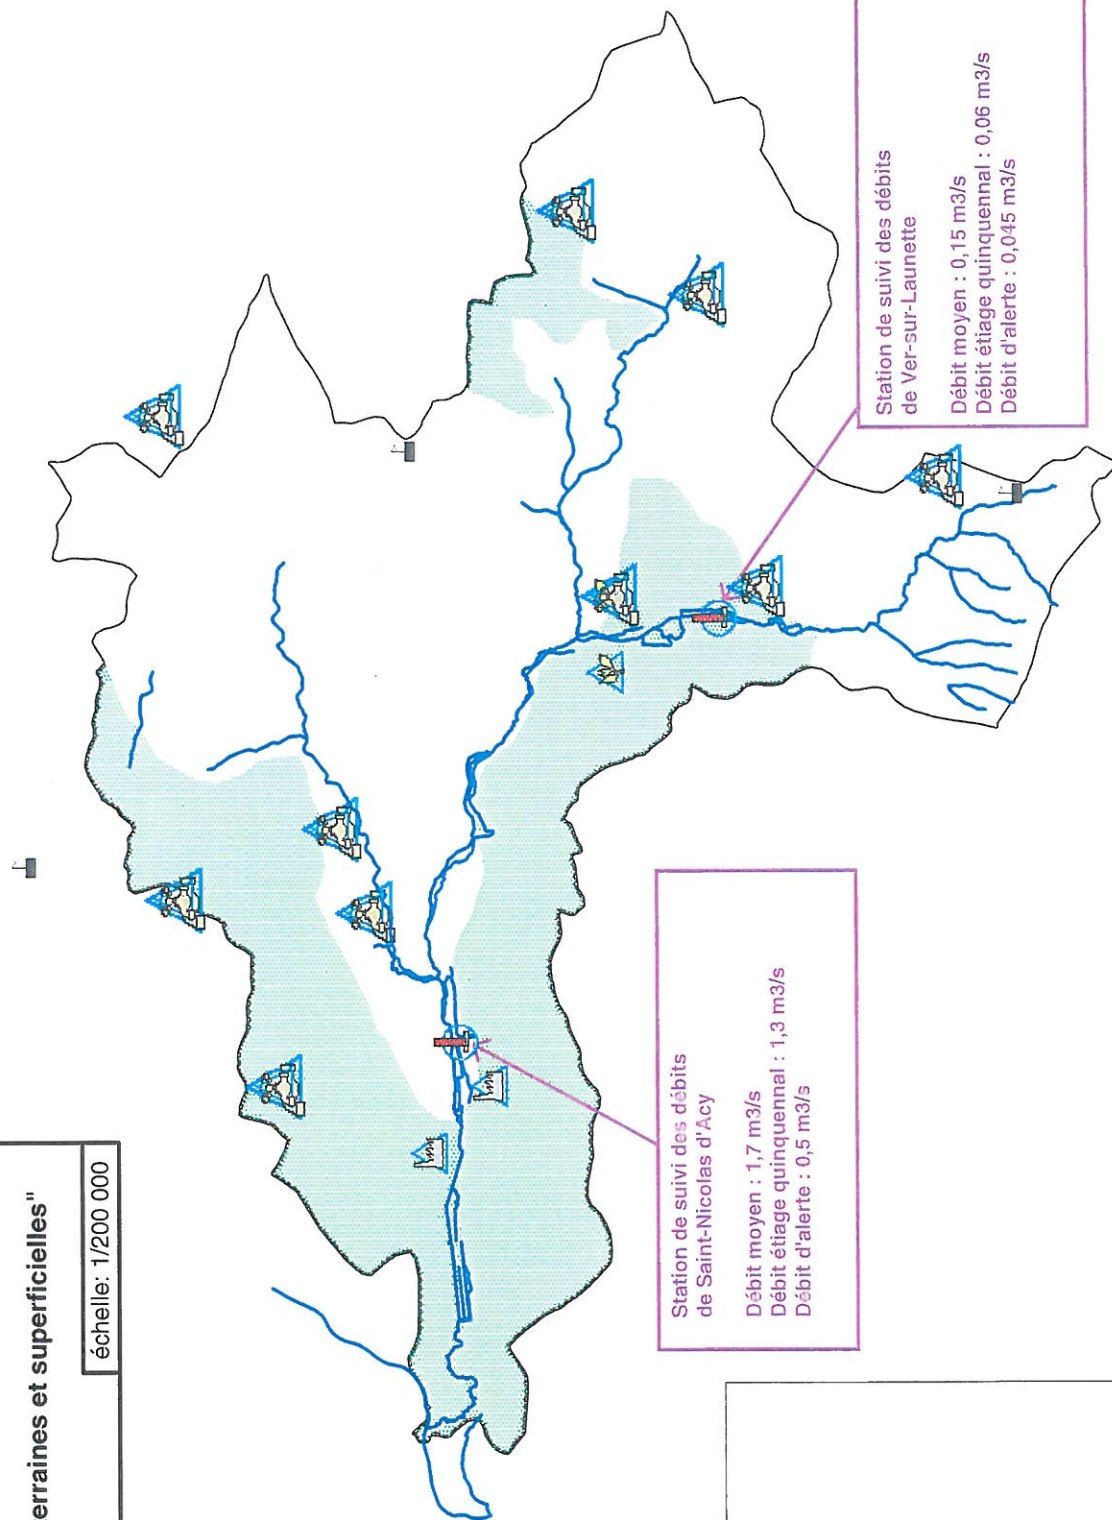 erraines et superficielles"
échelle: 1/200 000
Station de suivi des débits
de Saint-Nicolas d'Acy
Débit moyen : 1,7 m3/s
Débit étiage quinquennal : 1,3 m3/s
Débit d'alerte : 0,5 m3/s
Station de suivi des débits
de Ver-sur-Launette
Débit moyen : 0,15 m3/s
Débit étiage quinquennal : 0,06 m3/s
Débit d'alerte : 0,045 m3/s